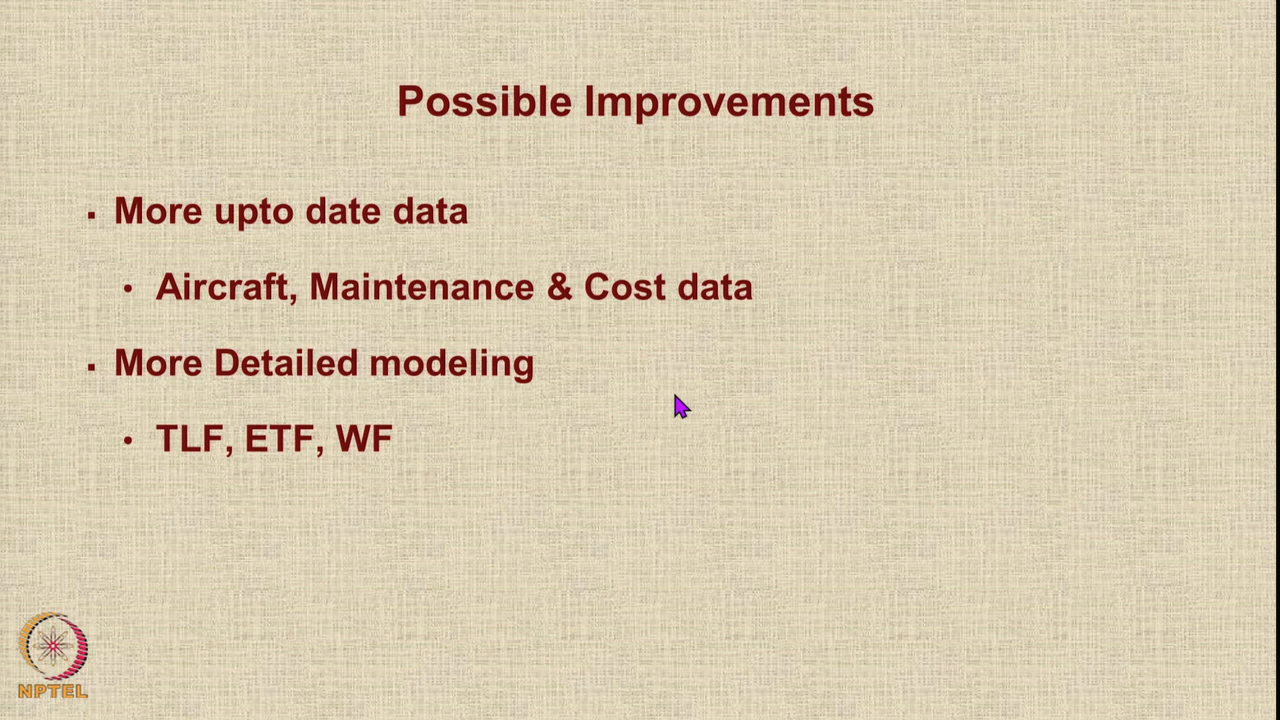 Possible Improvements
▪ More upto date data
• Aircraft, Maintenance & Cost data
▪ More Detailed modeling
• TLF, ETF, WF
NPTEL